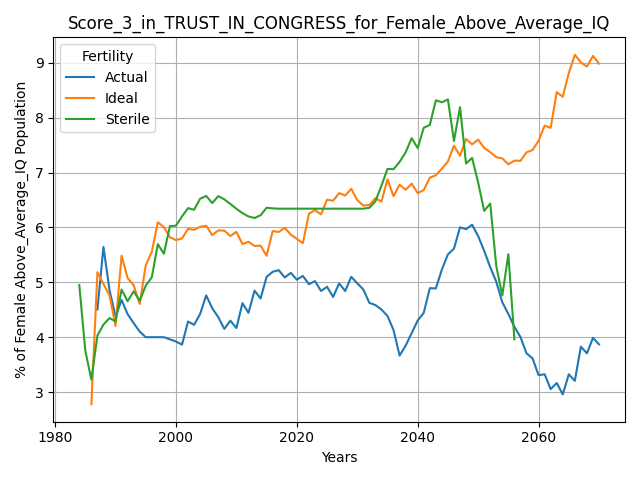 Score_3_in_TRUST_IN_CONGRESS_for_Female_Above_Average_IQ
% of Female Above_Average_IQ Population
Fertility
Actual
Ideal
Sterile
9
8
7
6
5
4
3
1980 2000 2020 2040 2060
Years